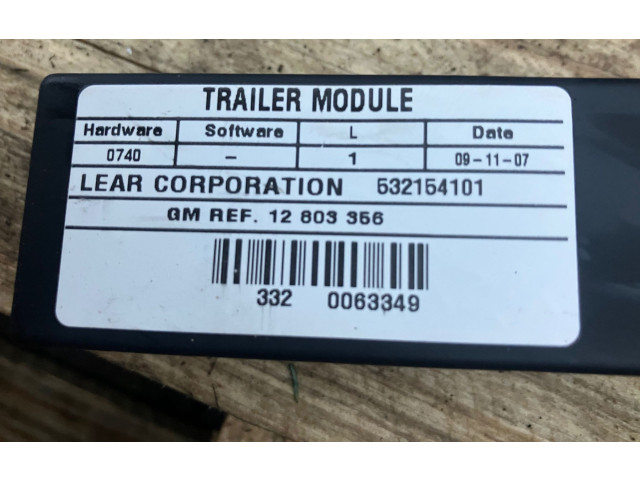 TRAILER MODULE
Hardware Software L Date
0740 – 1 09-11-07
LEAR CORPORATION 532154101
GM REF. 12 803 356
332 0063349